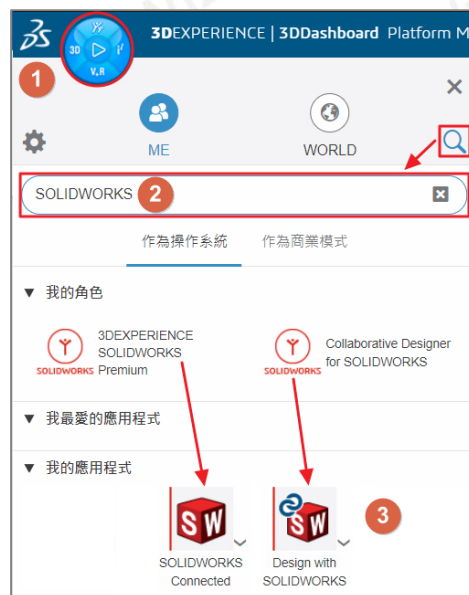 3DEXPERIENCE | 3DDashboard Platform M
3D
V.R
1
ME
WORLD
SOLIDWORKS
2
作為操作系統
作為商業模式
我的角色
3DEXPERIENCE
SOLIDWORKS
Premium
SOLIDWORKS
Collaborative Designer
for SOLIDWORKS
SOLIDWORKS
我最愛的應用程式
我的應用程式
SW
SW
3
SOLIDWORKS
Connected
Design with
SOLIDWORKS